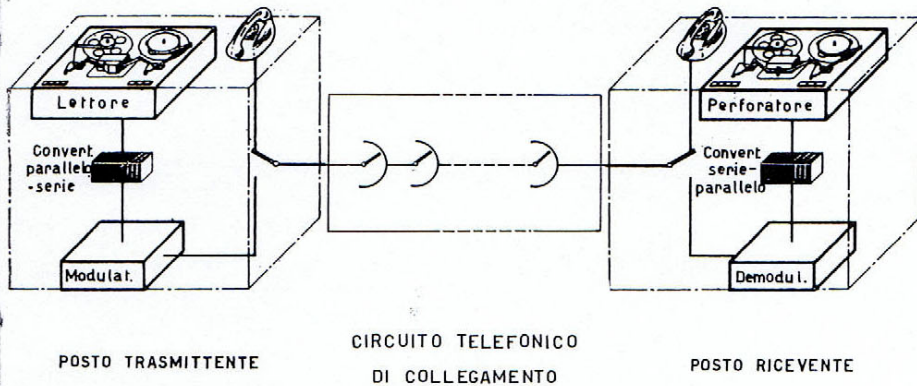 Lettore
Convert
parallelo
-serie
Modulat.
POSTO TRASMITTENTE
CIRCUITO TELEFONICO
DI COLLEGAMENTO
Perforatore
Convert
serie-
parallelo
Demodul.
POSTO RICEVENTE